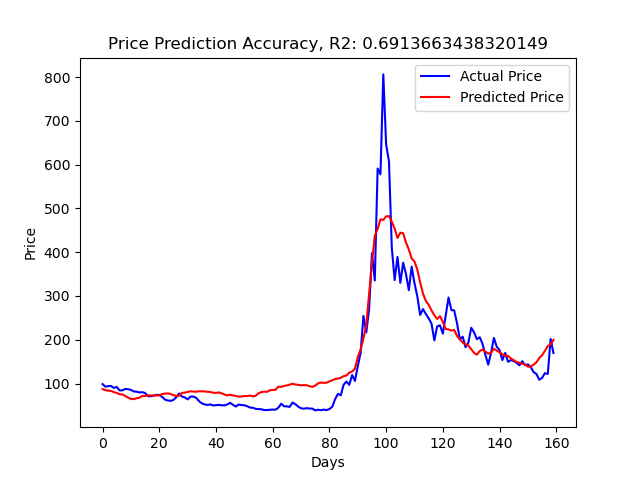 Price Prediction Accuracy, R2: 0.6913663438320149
Actual Price
Predicted Price
800
700
600
500
400
300
200
100
Price
0 20 40 60 80 100 120 140 160
Days